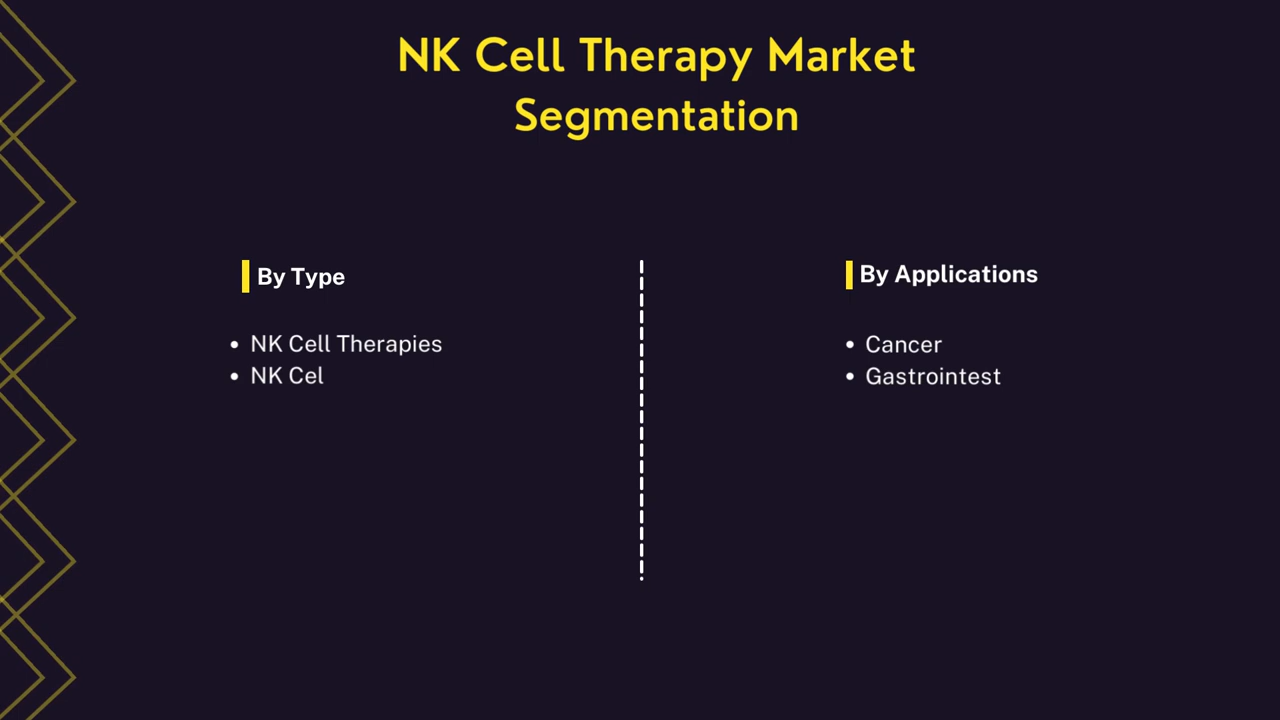 NK Cell Therapy Market
Segmentation
By Type
• NK Cell Therapies
• NK Cel
By Applications
• Cancer
• Gastrointest